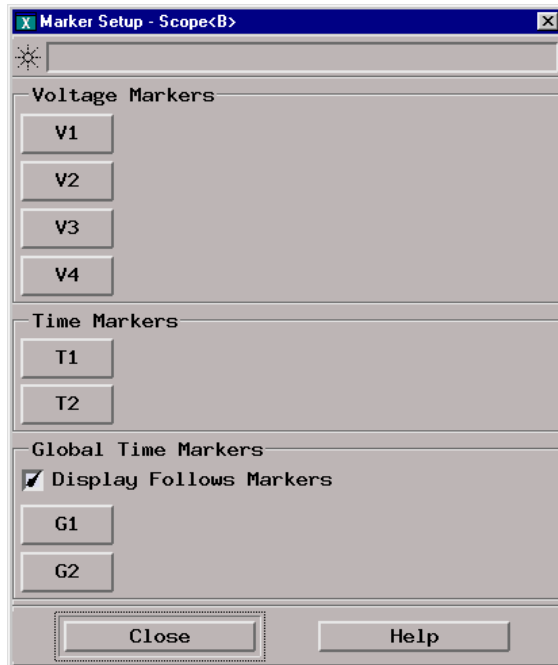 X Marker Setup - Scope<B>
Voltage Markers
V1
V2
V3
V4
Time Markers
T1
T2
Global Time Markers
Display Follows Markers
G1
G2
Close Help